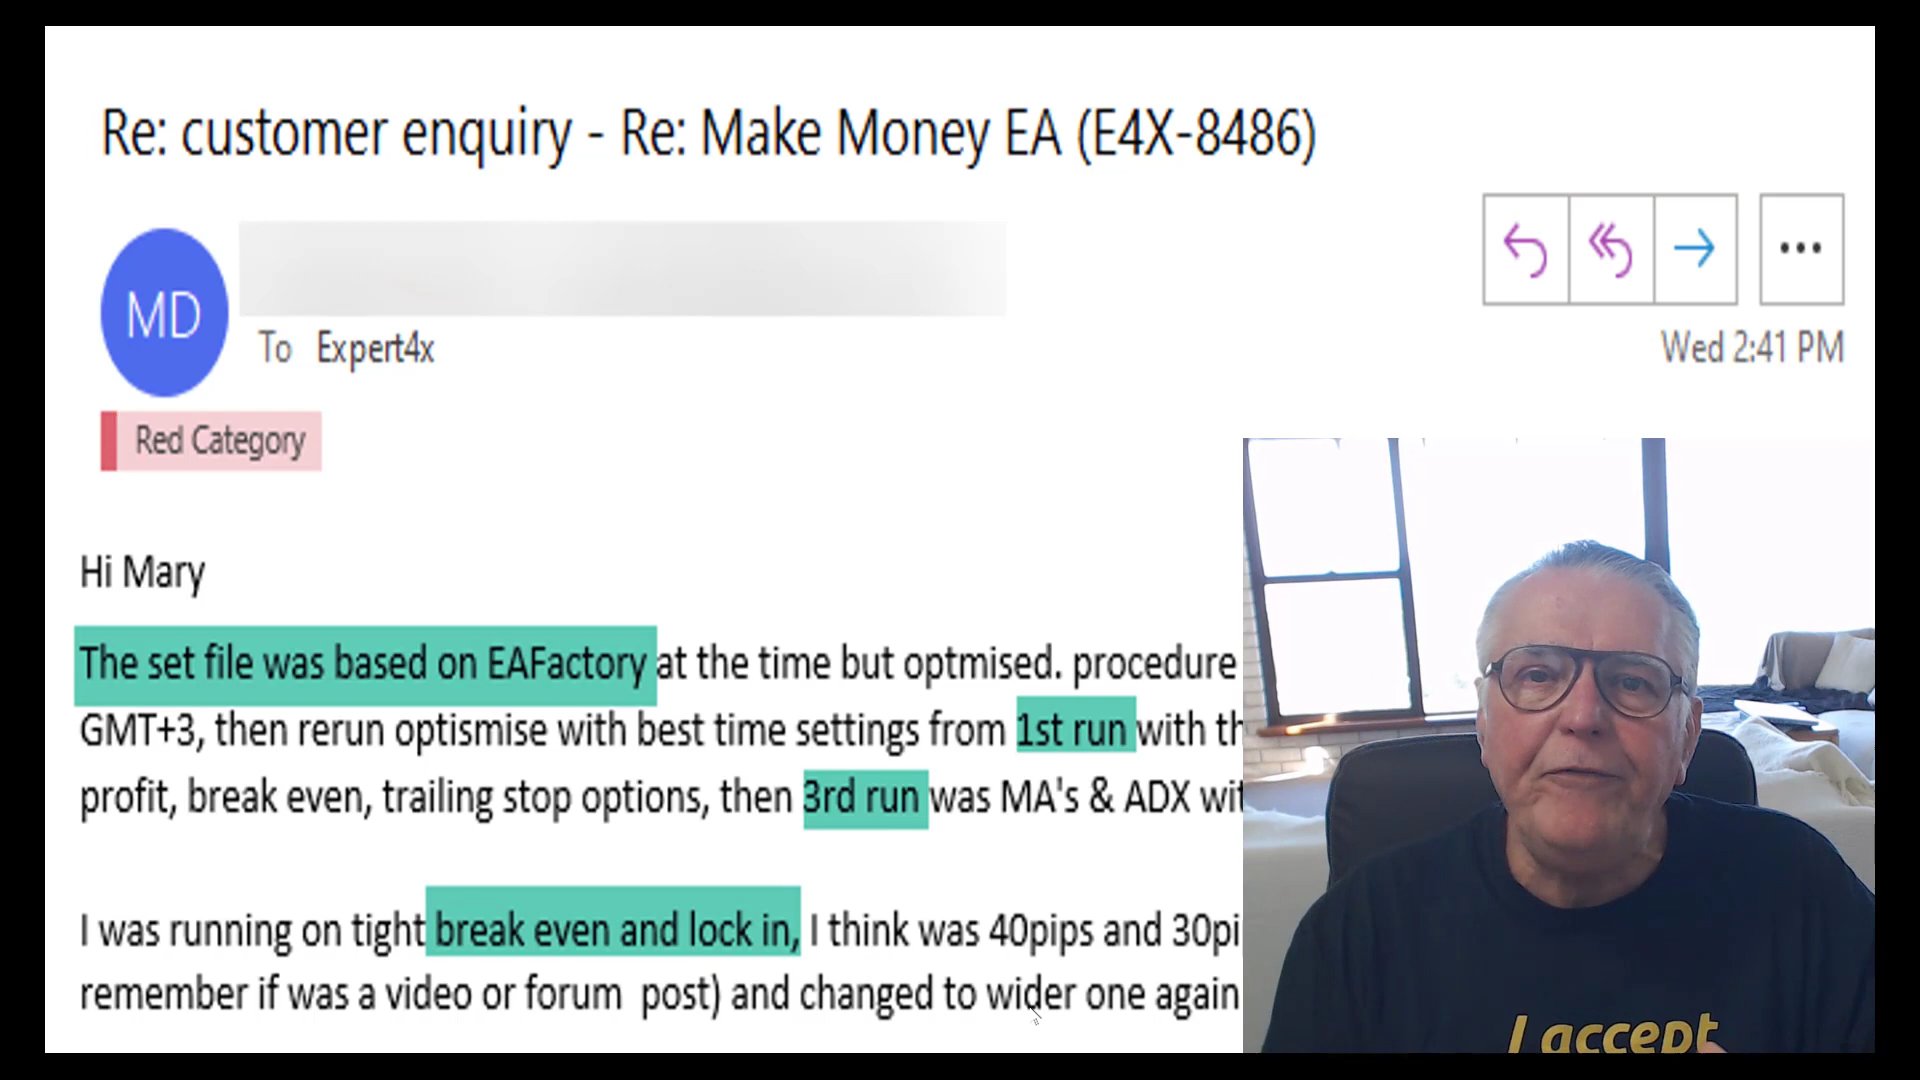 Re: customer enquiry - Re: Make Money EA (E4X-8486)
MD
To Expert4x
Wed 2:41 PM
Red Category
Hi Mary
The set file was based on EAFactory at the time but optmised. procedure
GMT+3, then rerun optismise with best time settings from 1st run with th
profit, break even, trailing stop options, then 3rd run was MA's & ADX wit
I was running on tight break even and lock in, I think was 40pips and 30pi
remember if was a video or forum post) and changed to wider one again
I accept